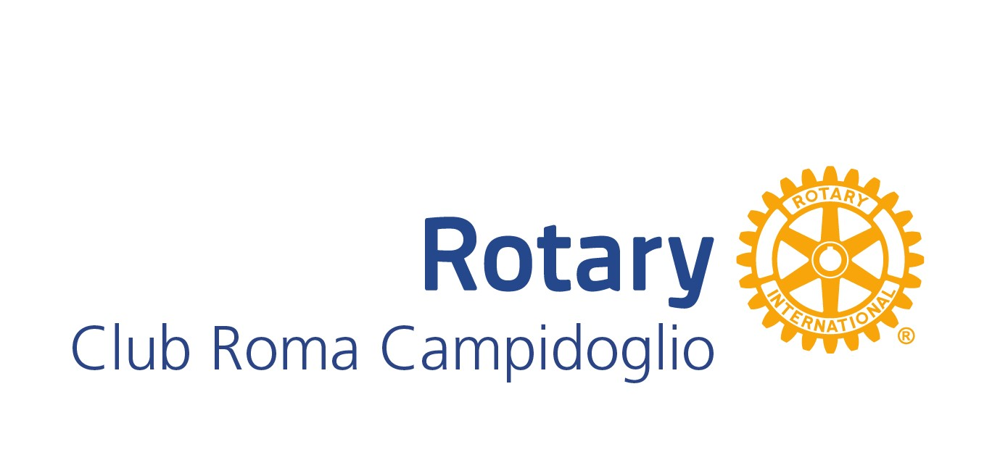 Rotary
Club Roma Campidoglio
ROTARY
INTERNATIONAL
®